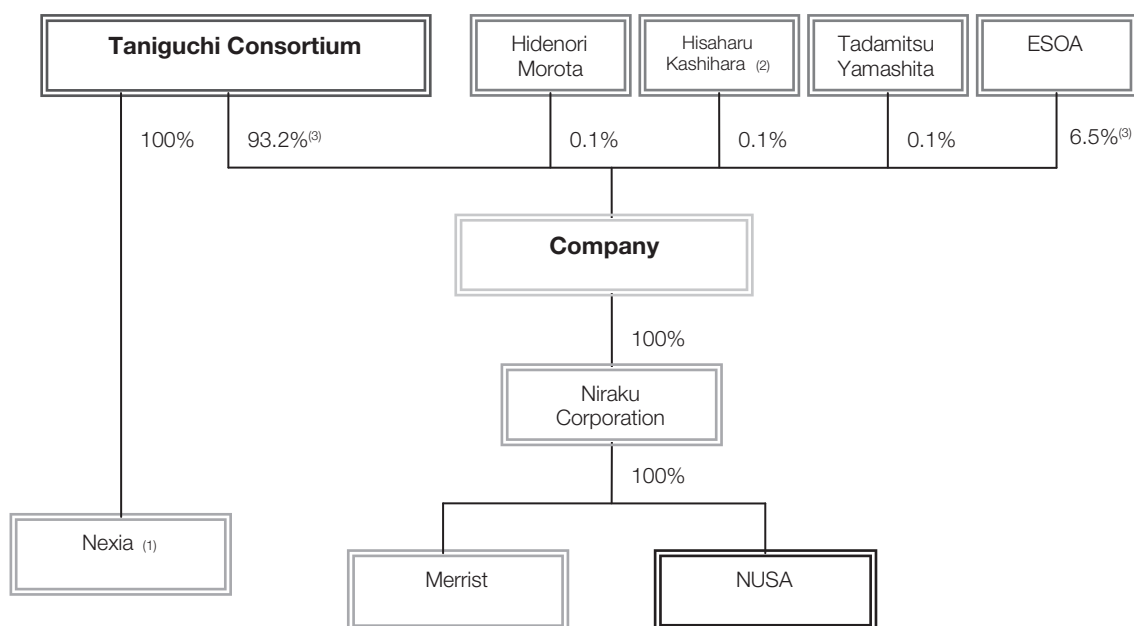 Taniguchi Consortium
Hidenori
Morota
Hisaharu
Kashihara (2)
Tadamitsu
Yamashita
ESOA
100%
93.2%(3)
0.1%
0.1%
0.1%
6.5%(3)
Company
100%
Niraku
Corporation
100%
Nexia (1)
Merrist
NUSA